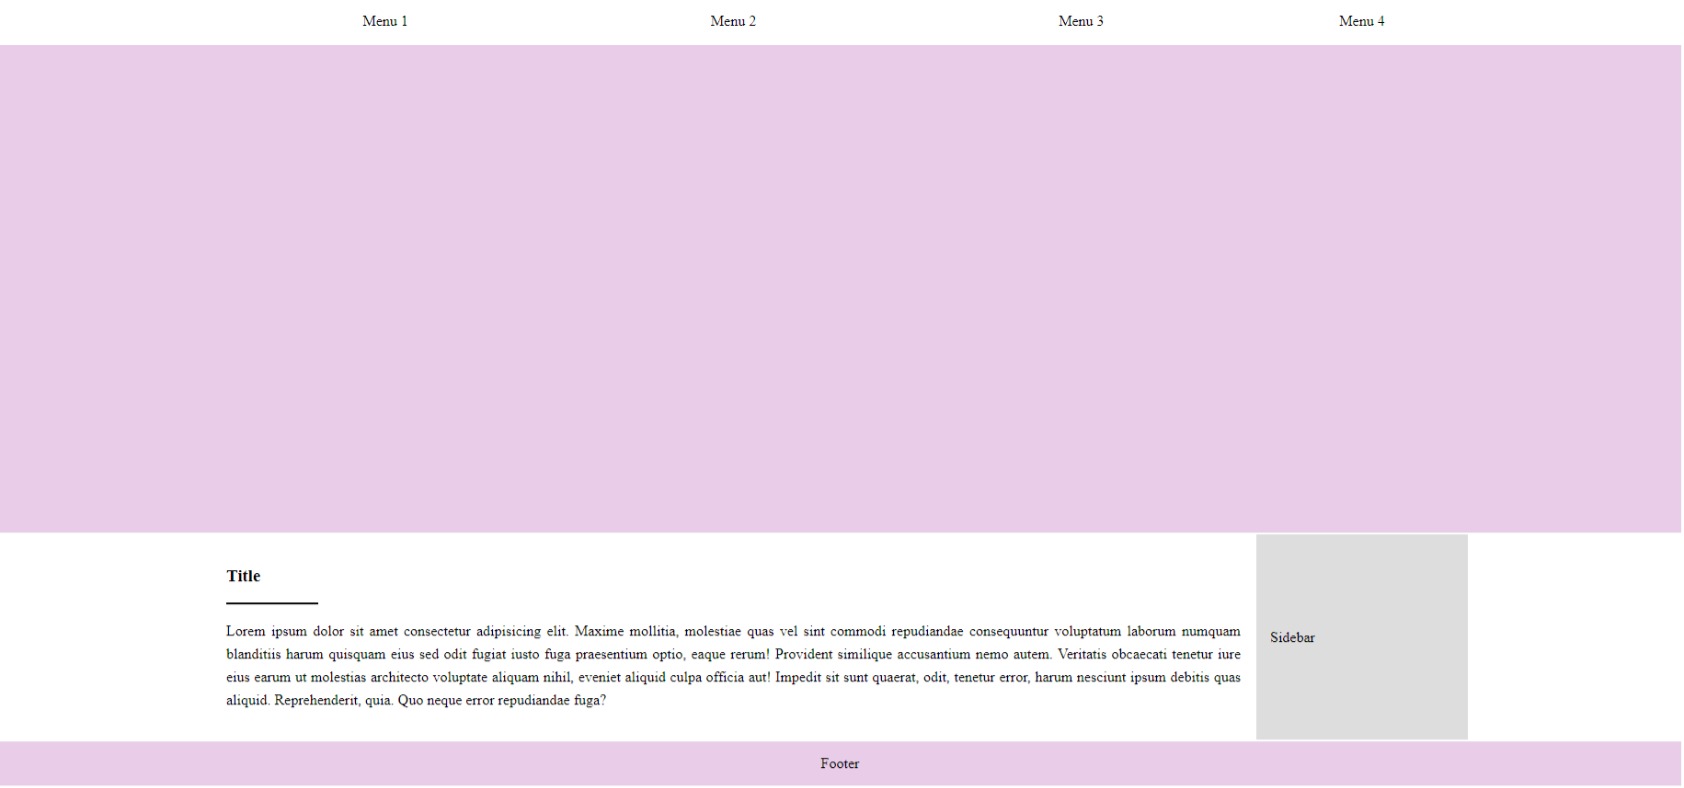 Menu 1 Menu 2 Menu 3 Menu 4
Title
Lorem ipsum dolor sit amet consectetur adipisicing elit. Maxime mollitia, molestiae quas vel sint commodi repudiandae consequuntur voluptatum laborum numquam
blanditiis harum quisquam eius sed odit fugiat iusto fuga praesentium optio, eaque rerum! Provident similique accusantium nemo autem. Veritatis obcaecati tenetur iure
eius earum ut molestias architecto voluptate aliquam nihil, eveniet aliquid culpa officia aut! Impedit sit sunt quaerat, odit, tenetur error, harum nesciunt ipsum debitis quas
aliquid. Reprehenderit, quia. Quo neque error repudiandae fuga?
Sidebar
Footer